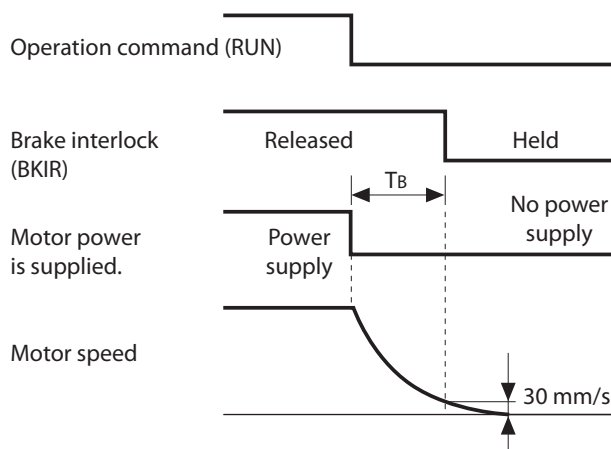 Operation command (RUN)
Brake interlock
(BKIR)
Released
Held
TB
Motor power
is supplied.
Power
supply
No power
supply
Motor speed
30 mm/s